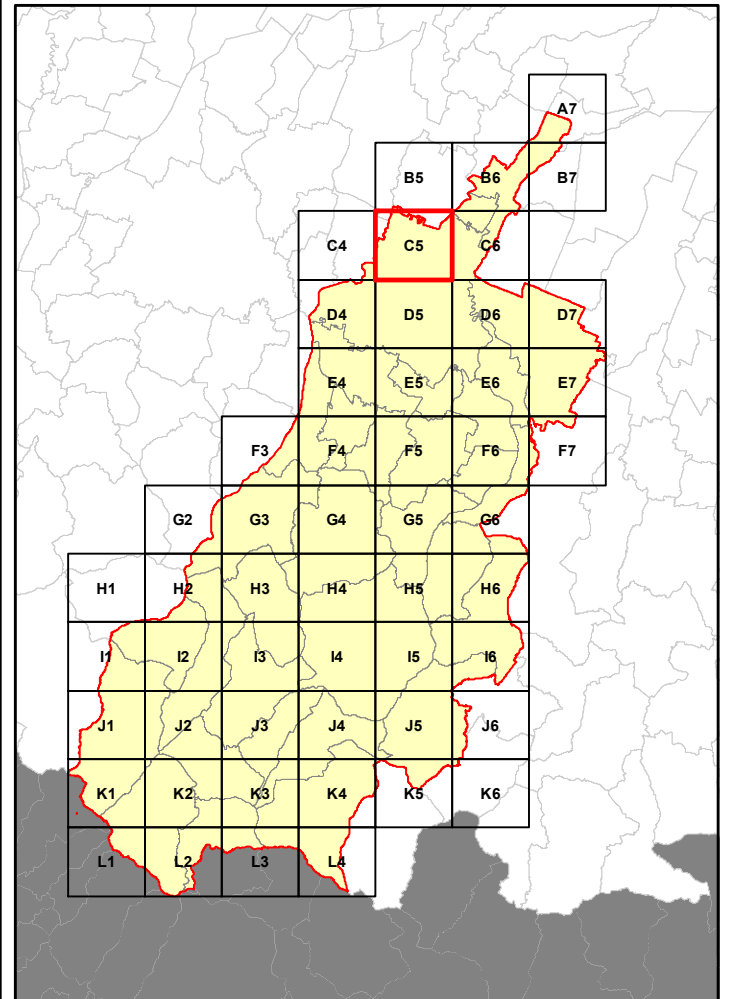 A7
B5 B6 B7
C4 C5 C6
D4 D5 D6 D7
E4 E5 E6 E7
F3 F4 F5 F6 F7
G2 G3 G4 G5 G6
H1 H2 H3 H4 H5 H6
I1 I2 I3 I4 I5 I6
J1 J2 J3 J4 J5 J6
K1 K2 K3 K4 K5 K6
L1 L2 L3 L4